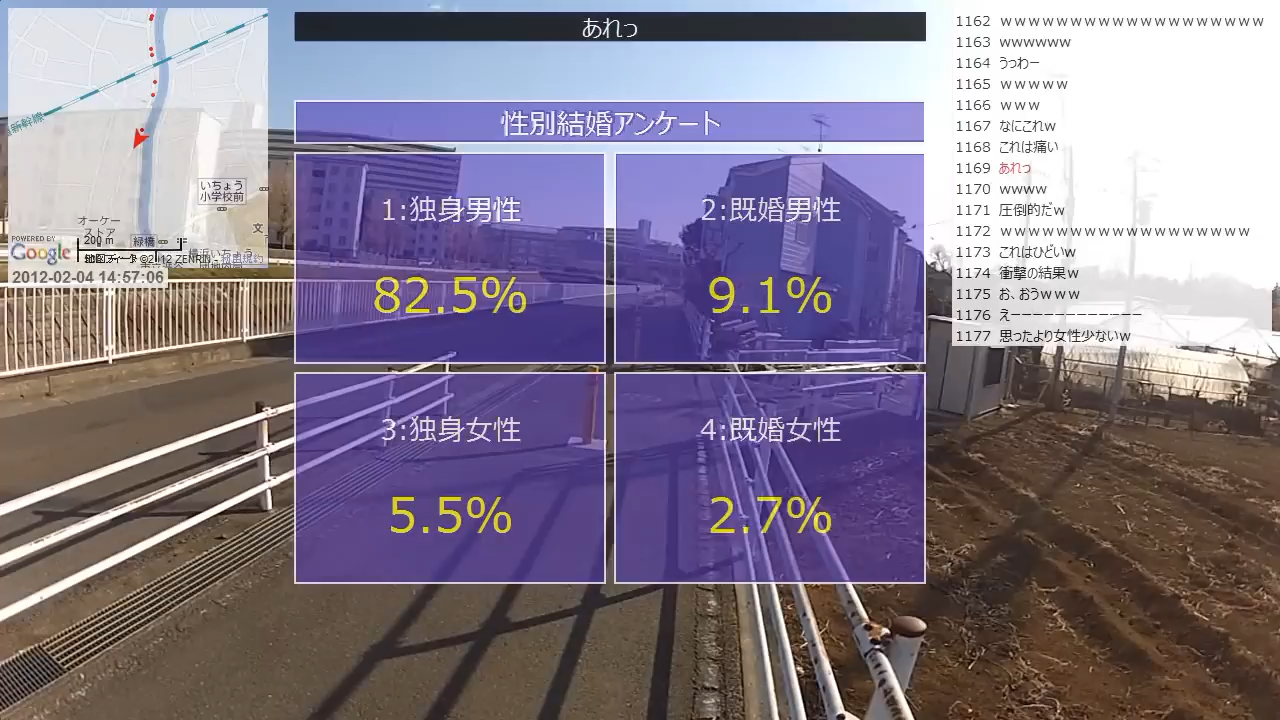 あれっ
性別結婚アンケート
1:独身男性
82.5%
2:既婚男性
9.1%
3:独身女性
5.5%
4:既婚女性
2.7%
新幹線
いちょう
小学校前
オーケー
ストア
文
緑橋
POWERED BY
Google
200 m
2012-02-04 14:57:06
1162 ｗｗｗｗｗｗｗｗｗｗｗｗｗｗｗｗｗｗｗ
1163 wwwwww
1164 うっわー
1165 ｗｗｗｗｗ
1166 ｗｗｗ
1167 なにこれw
1168 これは痛い
1169 あれっ
1170 wwww
1171 圧倒的だw
1172 ｗｗｗｗｗｗｗｗｗｗｗｗｗｗｗｗｗｗ
1173 これはひどいw
1174 衝撃の結果w
1175 お、おうｗｗｗ
1176 えーーーーーーーーーーーー
1177 思ったより女性少ないw